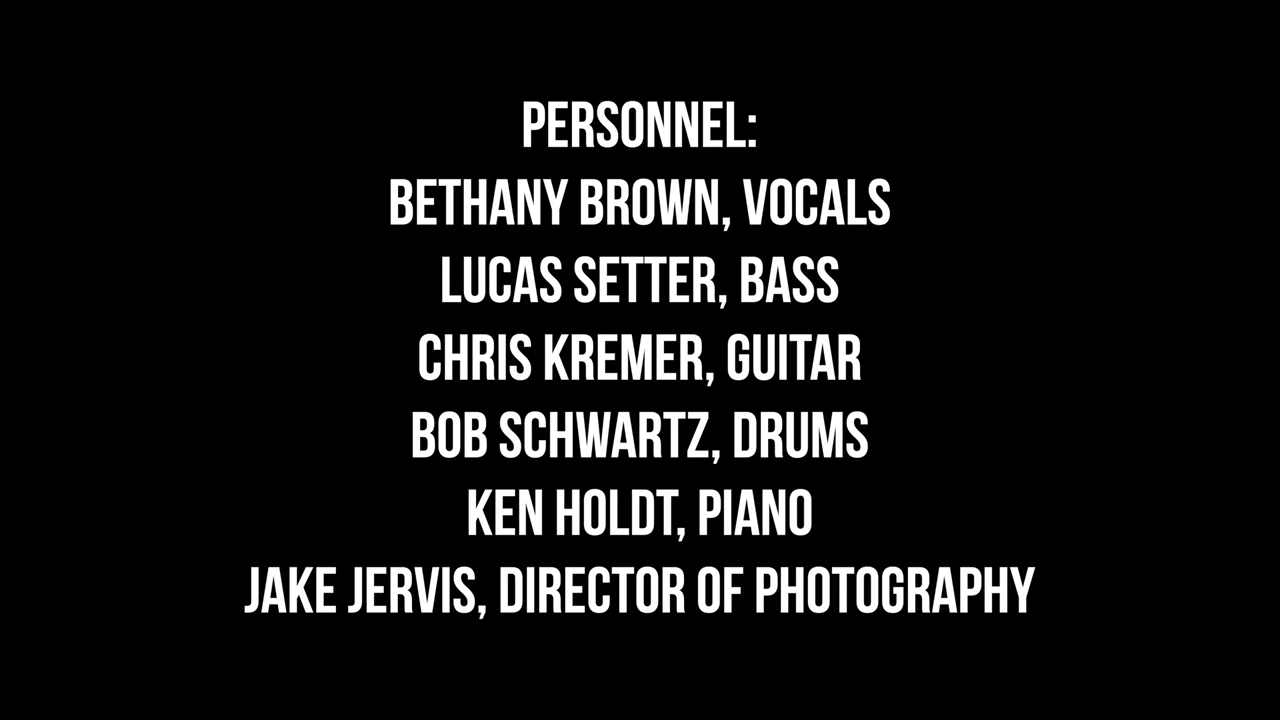 PERSONNEL:
BETHANY BROWN, VOCALS
LUCAS SETTER, BASS
CHRIS KREMER, GUITAR
BOB SCHWARTZ, DRUMS
KEN HOLDT, PIANO
JAKE JERVIS, DIRECTOR OF PHOTOGRAPHY